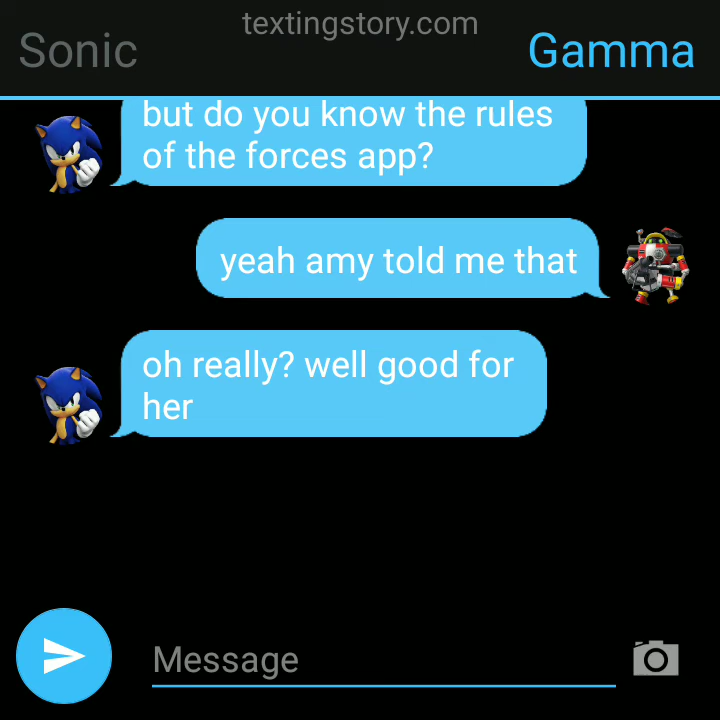 textingstory.com
Sonic
Gamma
but do you know the rules
of the forces app?
yeah amy told me that
oh really? well good for
her
Message